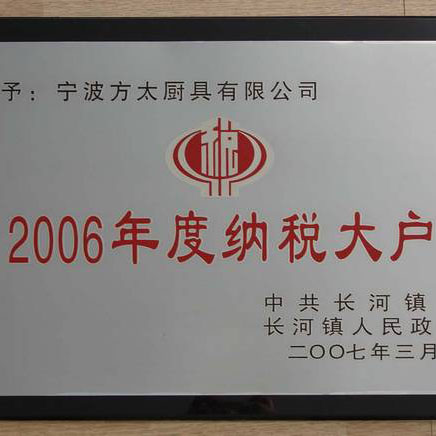 予：宁波方太厨具有限公司
税
2006年度纳税大户
中共长河镇
长河镇人民政
二〇〇七年三月